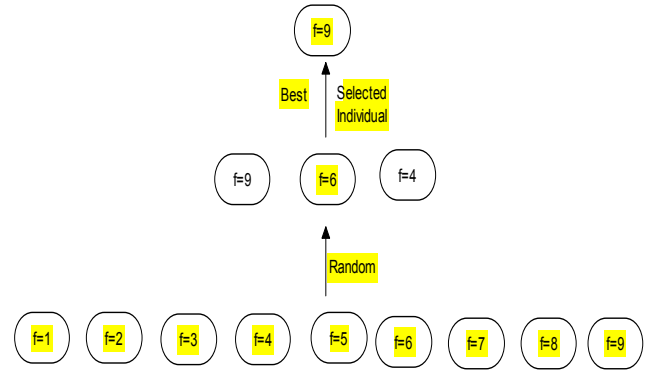 f=9
Best
Selected
Individual
f=9
f=6
f=4
Random
f=1
f=2
f=3
f=4
f=5
f=6
f=7
f=8
f=9